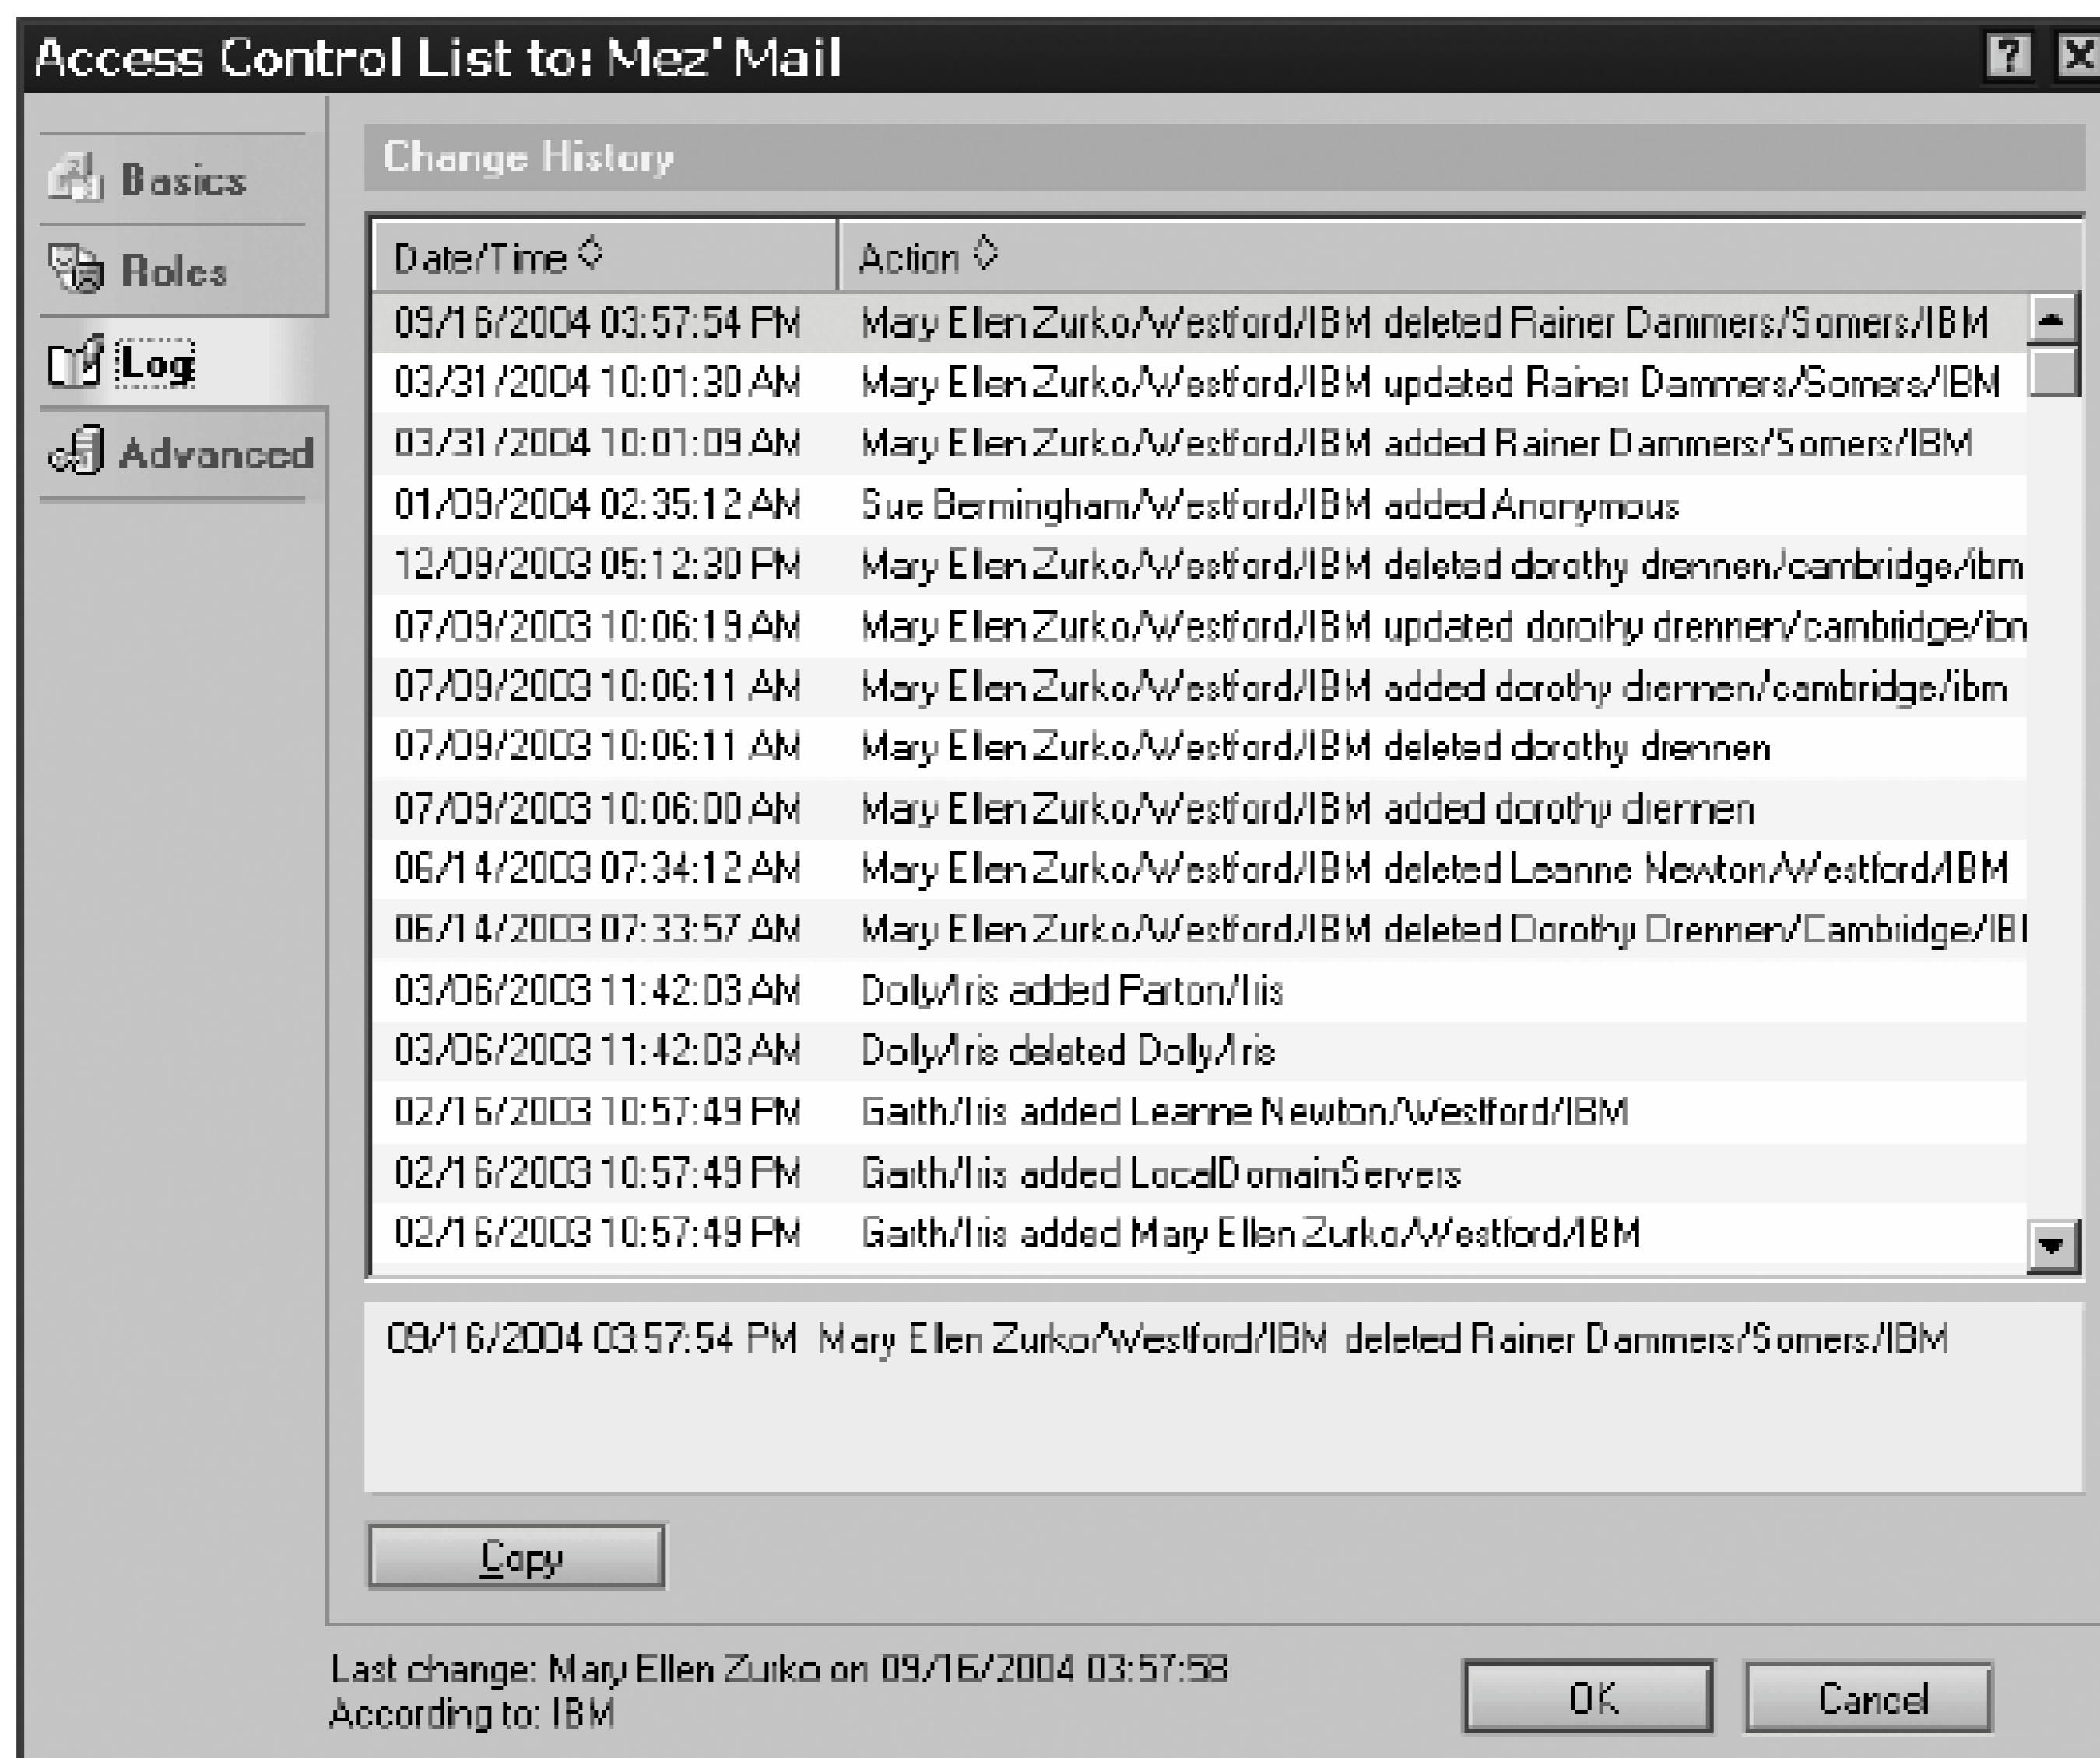 Access Control List to: Mez' Mail
Basics
Roles
Log
Advanced
Change History
Date/Time Action
09/16/2004 03:57:54 PM Mary Ellen Zurko/Westford/IBM deleted Rainer Dammers/Somers/IBM
03/31/2004 10:01:30 AM Mary Ellen Zurko/Westford/IBM updated Rainer Dammers/Somers/IBM
03/31/2004 10:01:09 AM Mary Ellen Zurko/Westford/IBM added Rainer Dammers/Somers/IBM
01/09/2004 02:35:12 AM Sue Bermingham/Westford/IBM added Anonymous
12/09/2003 05:12:30 PM Mary Ellen Zurko/Westford/IBM deleted dorothy drennen/cambridge/ibm
07/09/2003 10:06:19 AM Mary Ellen Zurko/Westford/IBM updated dorothy drennen/cambridge/ibn
07/09/2003 10:06:11 AM Mary Ellen Zurko/Westford/IBM added dorothy drennen/cambridge/ibm
07/09/2003 10:06:11 AM Mary Ellen Zurko/Westford/IBM deleted dorothy drennen
07/09/2003 10:06:00 AM Mary Ellen Zurko/Westford/IBM added dorothy drennen
06/14/2003 07:34:12 AM Mary Ellen Zurko/Westford/IBM deleted Leanne Newton/Westford/IBM
06/14/2003 07:33:57 AM Mary Ellen Zurko/Westford/IBM deleted Dorothy Drennen/Cambridge/IBI
03/06/2003 11:42:03 AM Dolly/Iris added Parton/Iris
03/06/2003 11:42:03 AM Dolly/Iris deleted Dolly/Iris
02/16/2003 10:57:49 PM Garth/Iris added Leanne Newton/Westford/IBM
02/16/2003 10:57:49 PM Garth/Iris added LocalDomainServers
02/16/2003 10:57:49 PM Garth/Iris added Mary Ellen Zurko/Westford/IBM
09/16/2004 03:57:54 PM Mary Ellen Zurko/Westford/IBM deleted Rainer Dammers/Somers/IBM
Copy
Last change: Mary Ellen Zurko on 09/16/2004 03:57:58
According to: IBM
OK Cancel